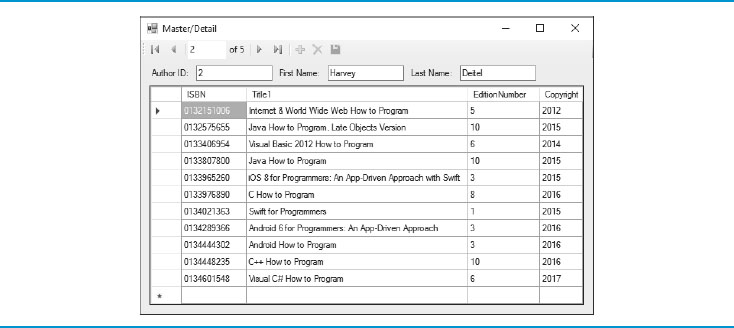 Master/Detail
2 of 5
Author ID: 2 First Name: Harvey Last Name: Deitel
ISBN Title1 EditionNumber Copyright
0132151006 Internet & World Wide Web How to Program 5 2012
0132575655 Java How to Program, Late Objects Version 10 2015
0133406954 Visual Basic 2012 How to Program 6 2014
0133807800 Java How to Program 10 2015
0133965260 iOS 8 for Programmers: An App-Driven Approach with Swift 3 2015
0133976890 C How to Program 8 2016
0134021363 Swift for Programmers 1 2015
0134289366 Android 6 for Programmers: An App-Driven Approach 3 2016
0134444302 Android How to Program 3 2016
0134448235 C++ How to Program 10 2016
0134601548 Visual C# How to Program 6 2017
*